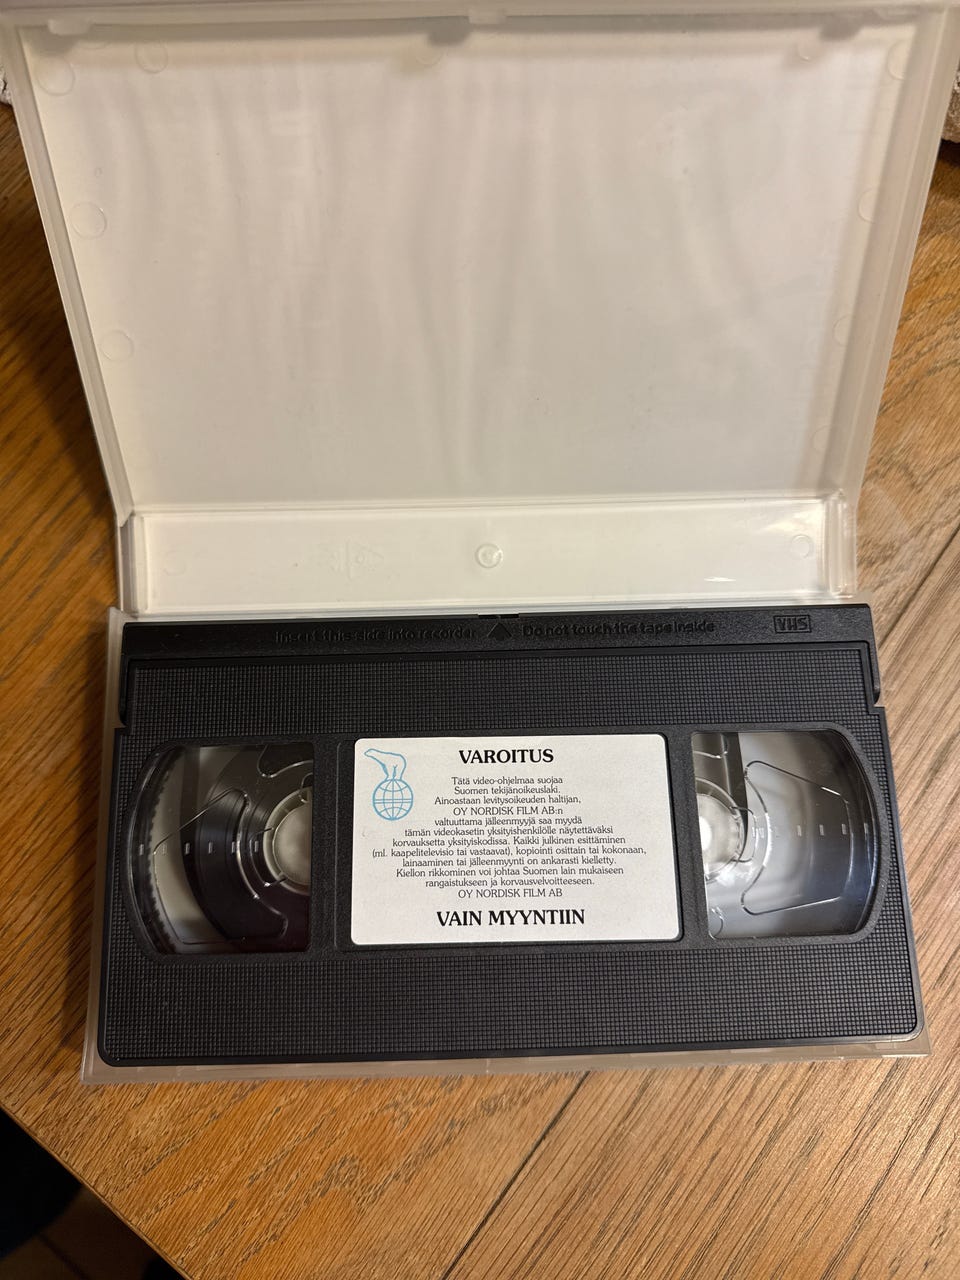 Insert this side into recorder Do not touch the tape inside VHS
VAROITUS
Tätä video-ohjelmaa suojaa
Suomen tekijänoikeuslaki.
Ainoastaan levitysoikeuden haltijan,
OY NORDISK FILM AB:n
valtuuttama jälleenmyyjä saa myydä
tämän videokasetin yksityishenkilölle näytettäväksi
korvauksetta yksityiskodissa. Kaikki julkinen esittäminen
(ml. kaapelitelevisio tai vastaavat), kopiointi osittain tai kokonaan,
lainaaminen tai jälleenmyynti on ankarasti kielletty.
Kiellon rikkominen voi johtaa Suomen lain mukaiseen
rangaistukseen ja korvausvelvoitteeseen.
OY NORDISK FILM AB
VAIN MYYNTIIN